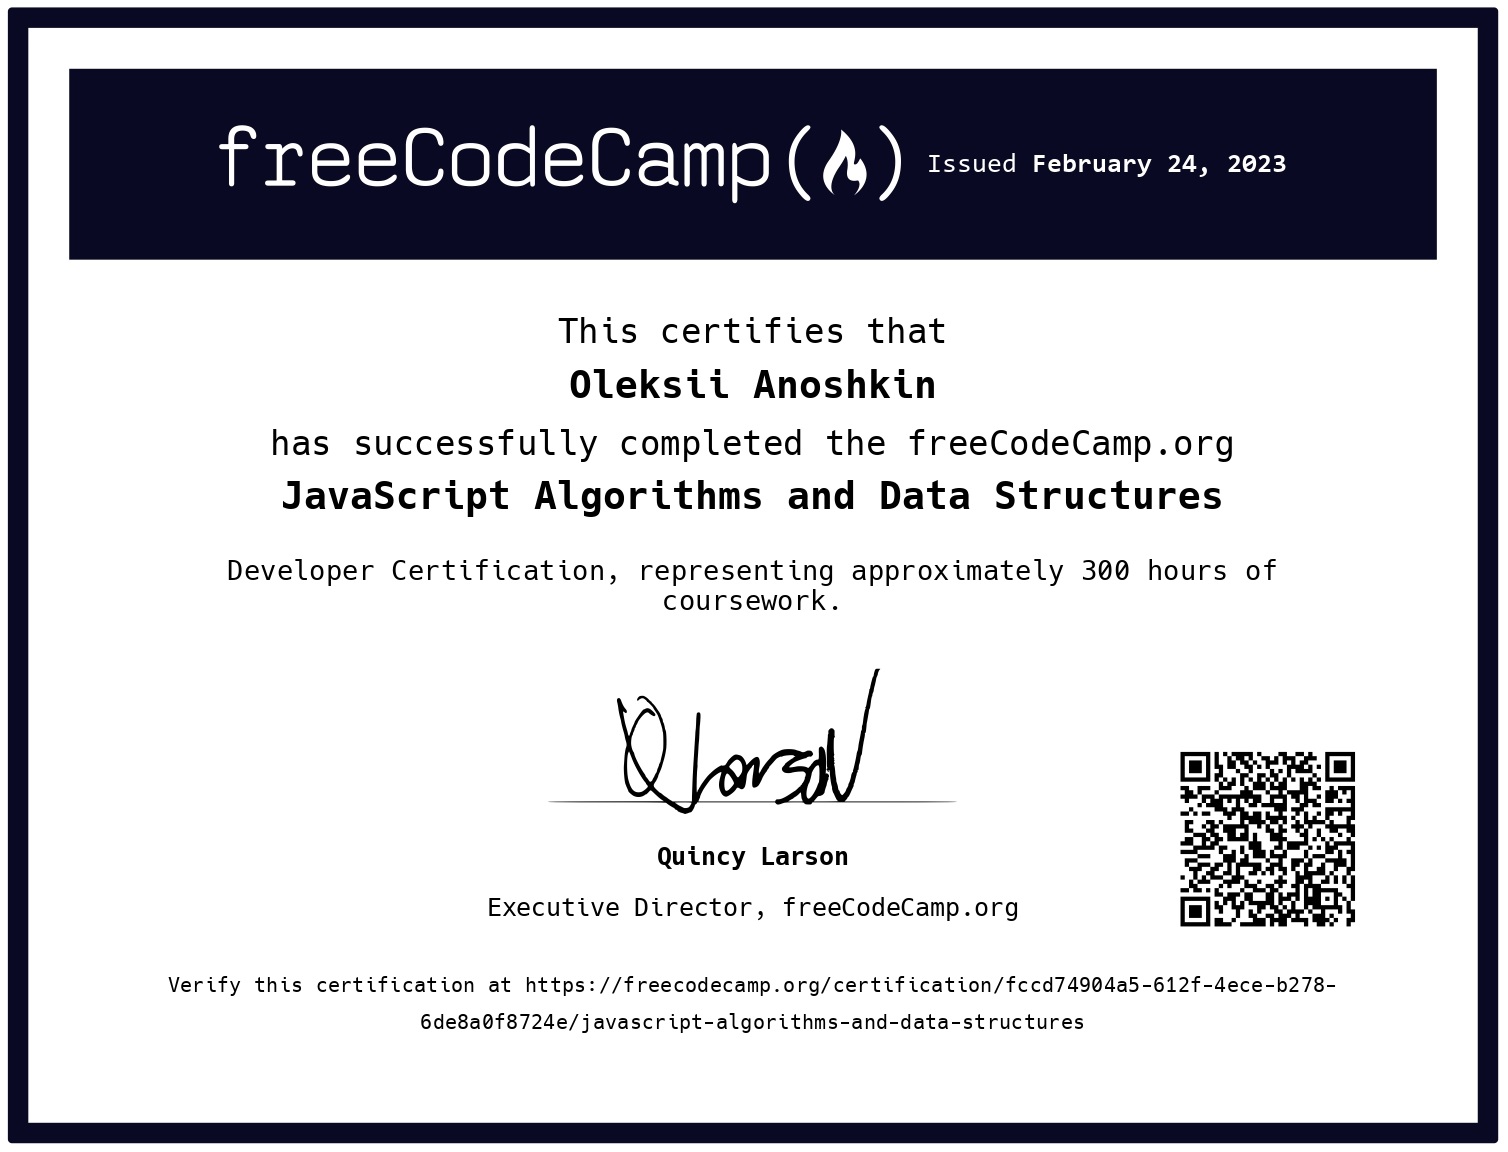 freeCodeCamp Issued February 24, 2023
This certifies that
Oleksii Anoshkin
has successfully completed the freeCodeCamp.org
JavaScript Algorithms and Data Structures
Developer Certification, representing approximately 300 hours of
coursework.
Q Larson
Quincy Larson
Executive Director, freeCodeCamp.org
Verify this certification at https://freecodecamp.org/certification/fccd74904a5-612f-4ece-b278-
6de8a0f8724e/javascript-algorithms-and-data-structures